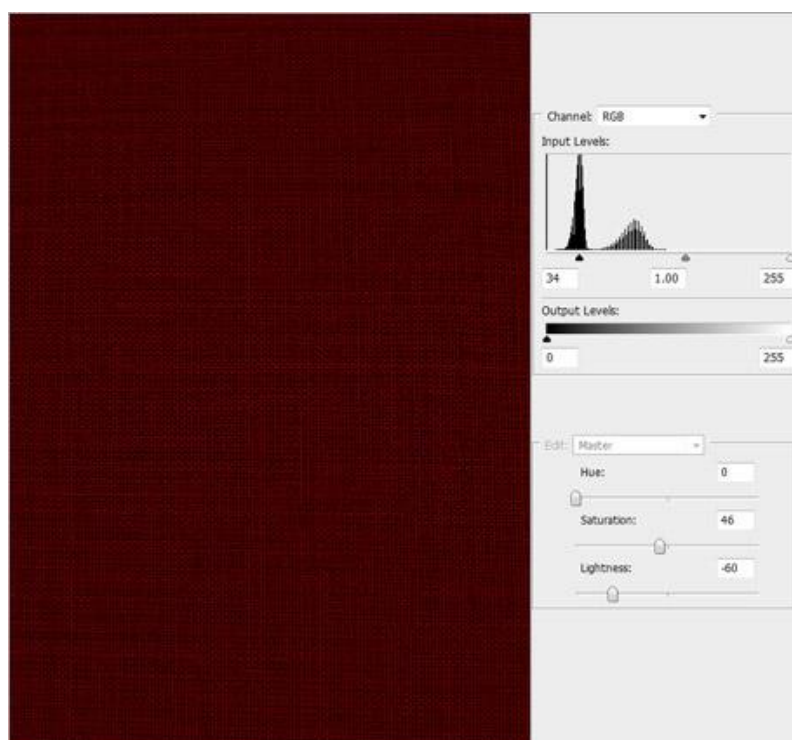 Channel: RGB
Input Levels:
34 1.00 255
Output Levels:
0 255
Edit: Master
Hue: 0
Saturation: 46
Lightness: -60